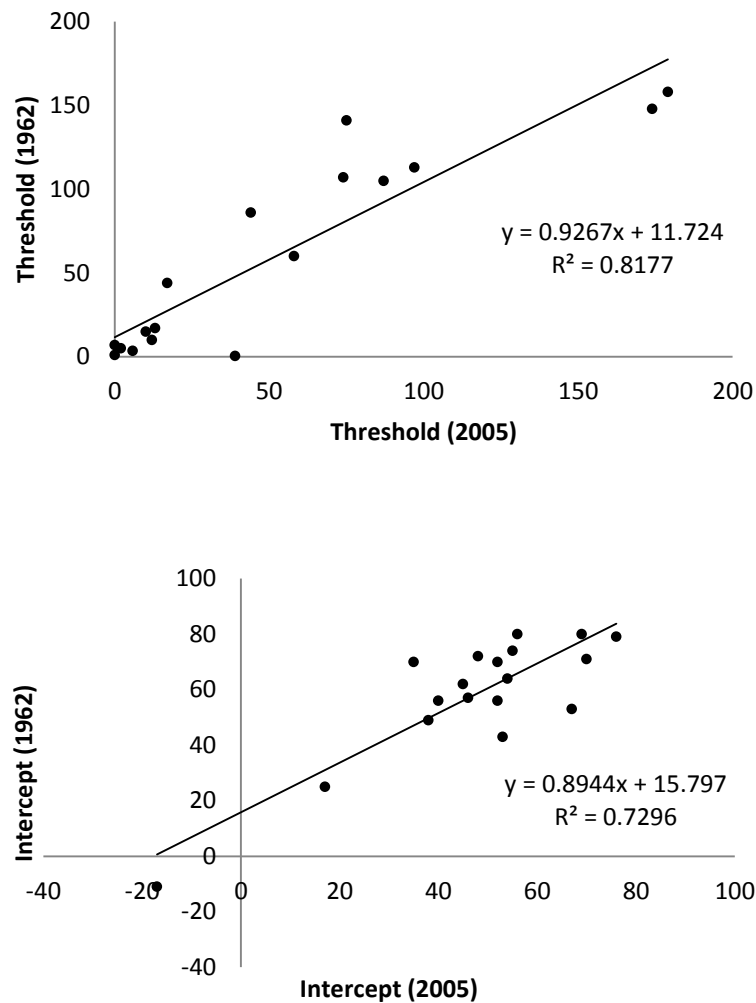 200
150
100
50
0
Threshold (1962)
y = 0.9267x + 11.724
R² = 0.8177
0 50 100 150 200
Threshold (2005)
100
80
60
40
20
0
-20
-40
Intercept (1962)
y = 0.8944x + 15.797
R² = 0.7296
-40 -20 0 20 40 60 80 100
Intercept (2005)